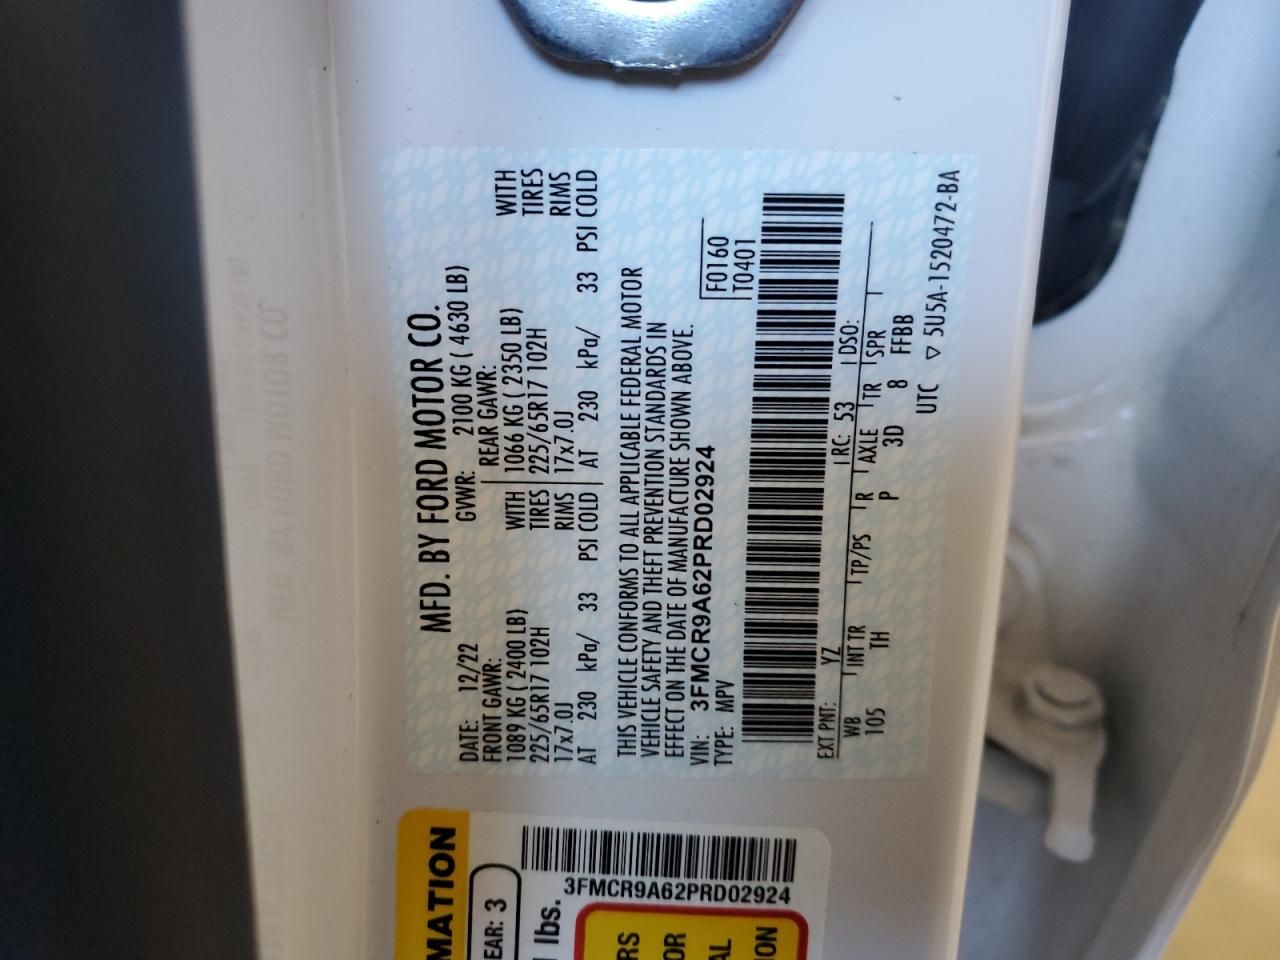 MFD. BY FORD MOTOR CO.
DATE: 12/22 GVWR: 2100 KG ( 4630 LB)
FRONT GAWR: REAR GAWR:
1089 KG ( 2400 LB) WITH 1066 KG ( 2350 LB) WITH
225/65R17 102H TIRES 225/65R17 102H TIRES
17x7.0J RIMS 17x7.0J RIMS
AT 230 kPa/ 33 PSI COLD AT 230 kPa/ 33 PSI COLD
THIS VEHICLE CONFORMS TO ALL APPLICABLE FEDERAL MOTOR
VEHICLE SAFETY AND THEFT PREVENTION STANDARDS IN
EFFECT ON THE DATE OF MANUFACTURE SHOWN ABOVE.
VIN: 3FMCR9A62PRD02924 F0160
TYPE: MPV T0401
EXT PNT: YZ RC: 53 DSO:
WB INT TR TP/PS R AXLE TR SPR
105 TH P 3D 8 FFBB
UTC ▽ 5U5A-1520472-BA
MATION
EAR: 3
lbs.
3FMCR9A62PRD02924
RS
OR
AL
ION